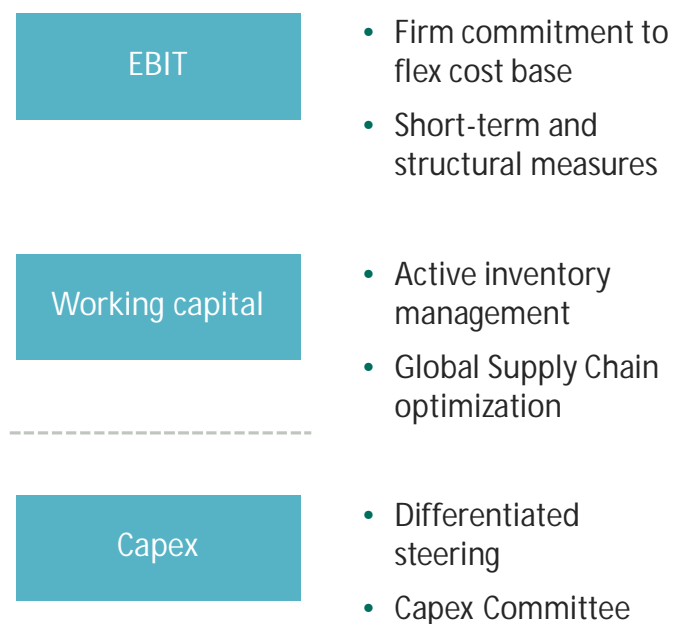 EBIT
• Firm commitment to
flex cost base
• Short-term and
structural measures
Working capital
• Active inventory
management
• Global Supply Chain
optimization
Capex
• Differentiated
steering
• Capex Committee